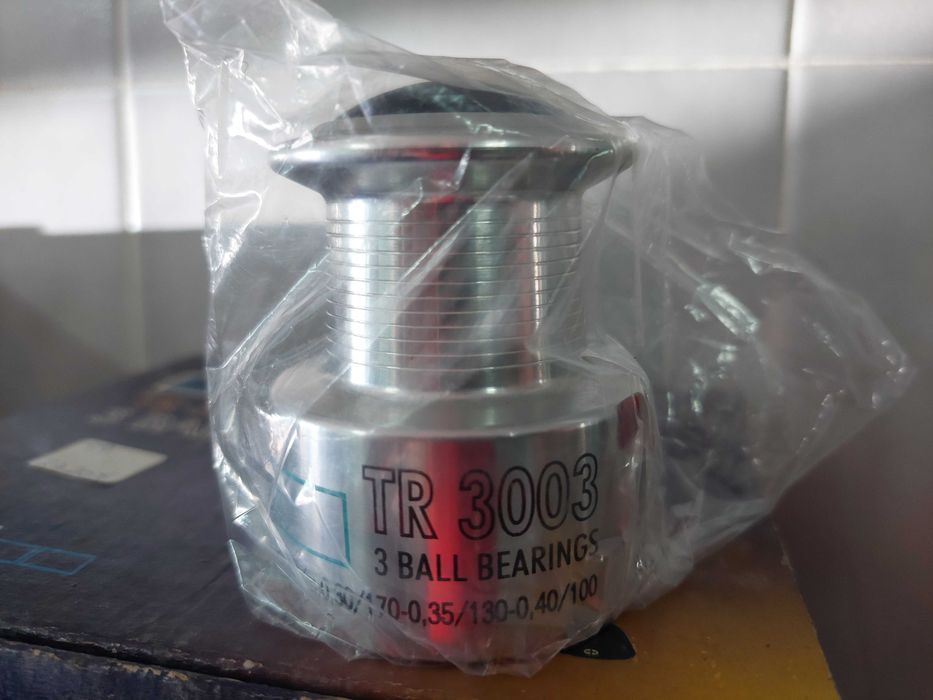 TR 3003
3 BALL BEARINGS
0,30/170-0,35/130-0,40/100